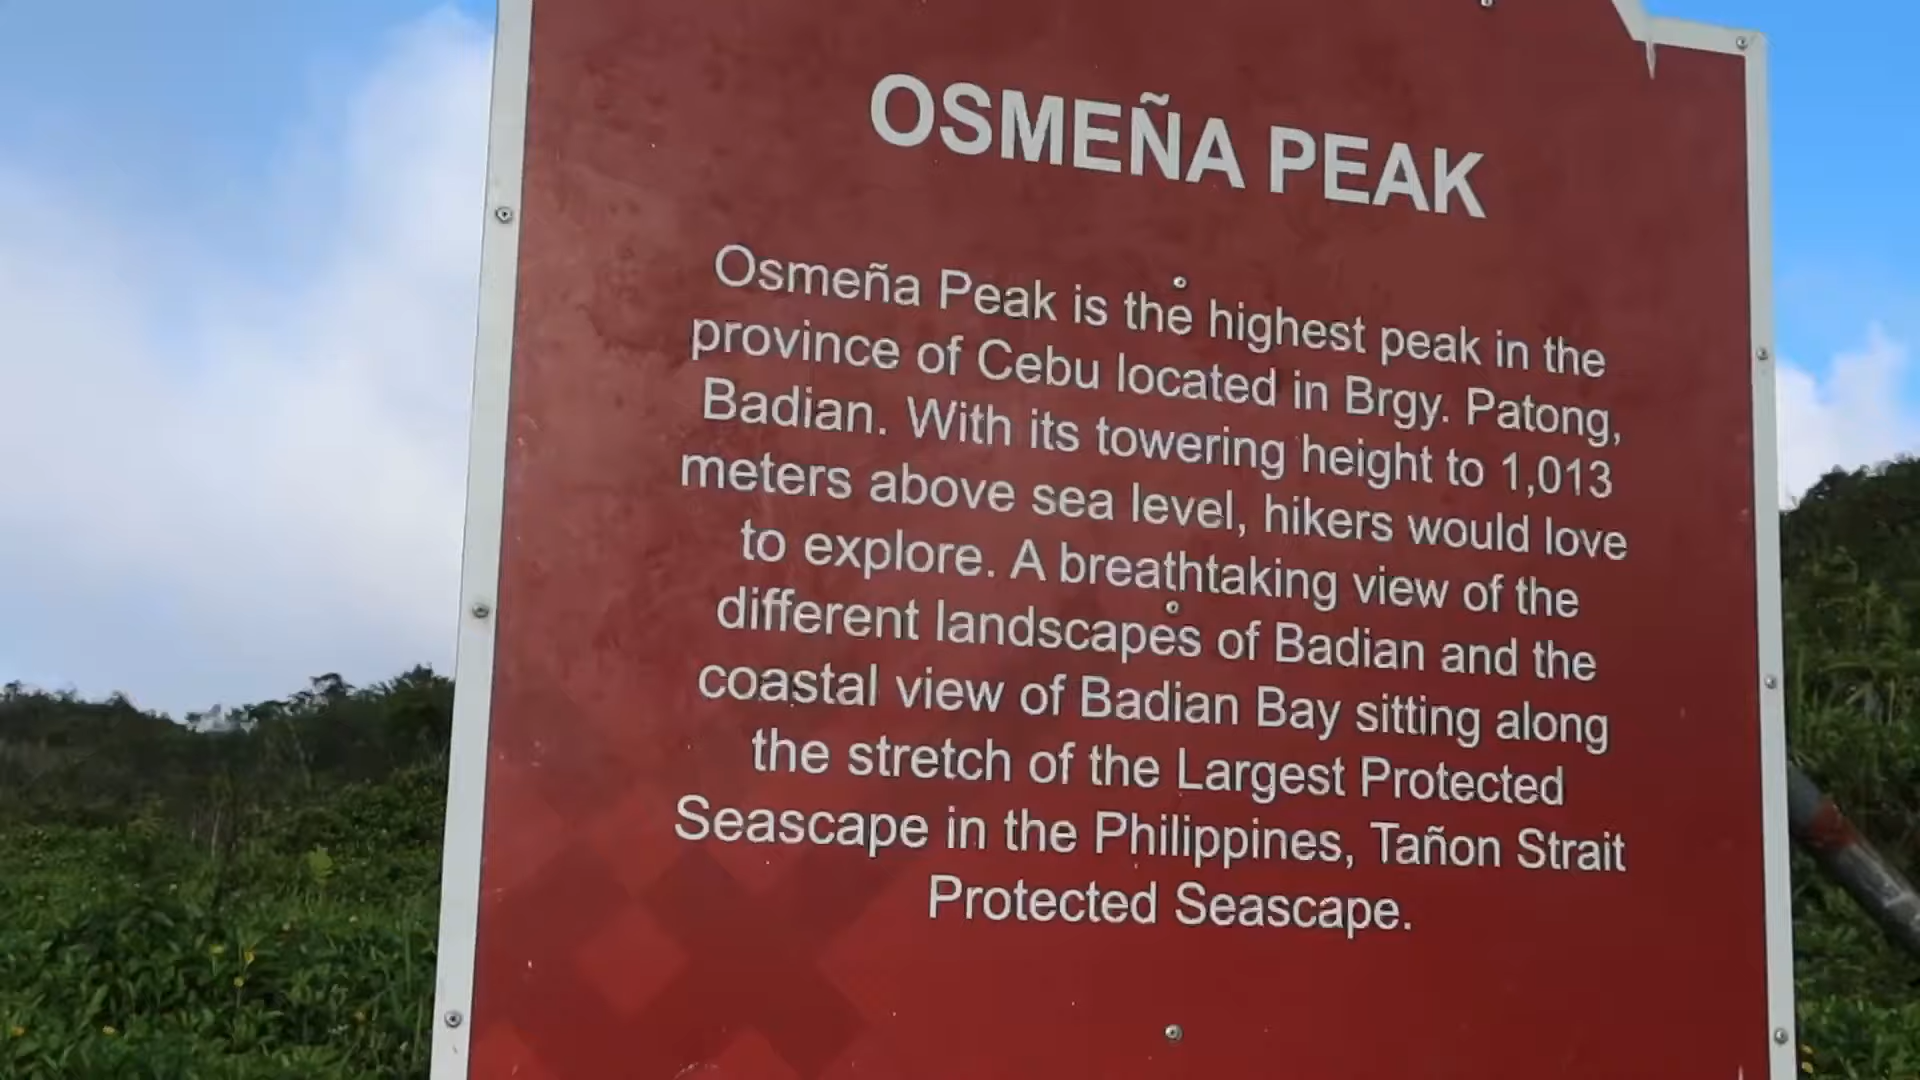 OSMEÑA PEAK
Osmeña Peak is the highest peak in the
province of Cebu located in Brgy. Patong,
Badian. With its towering height to 1,013
meters above sea level, hikers would love
to explore. A breathtaking view of the
different landscapes of Badian and the
coastal view of Badian Bay sitting along
the stretch of the Largest Protected
Seascape in the Philippines, Tañon Strait
Protected Seascape.